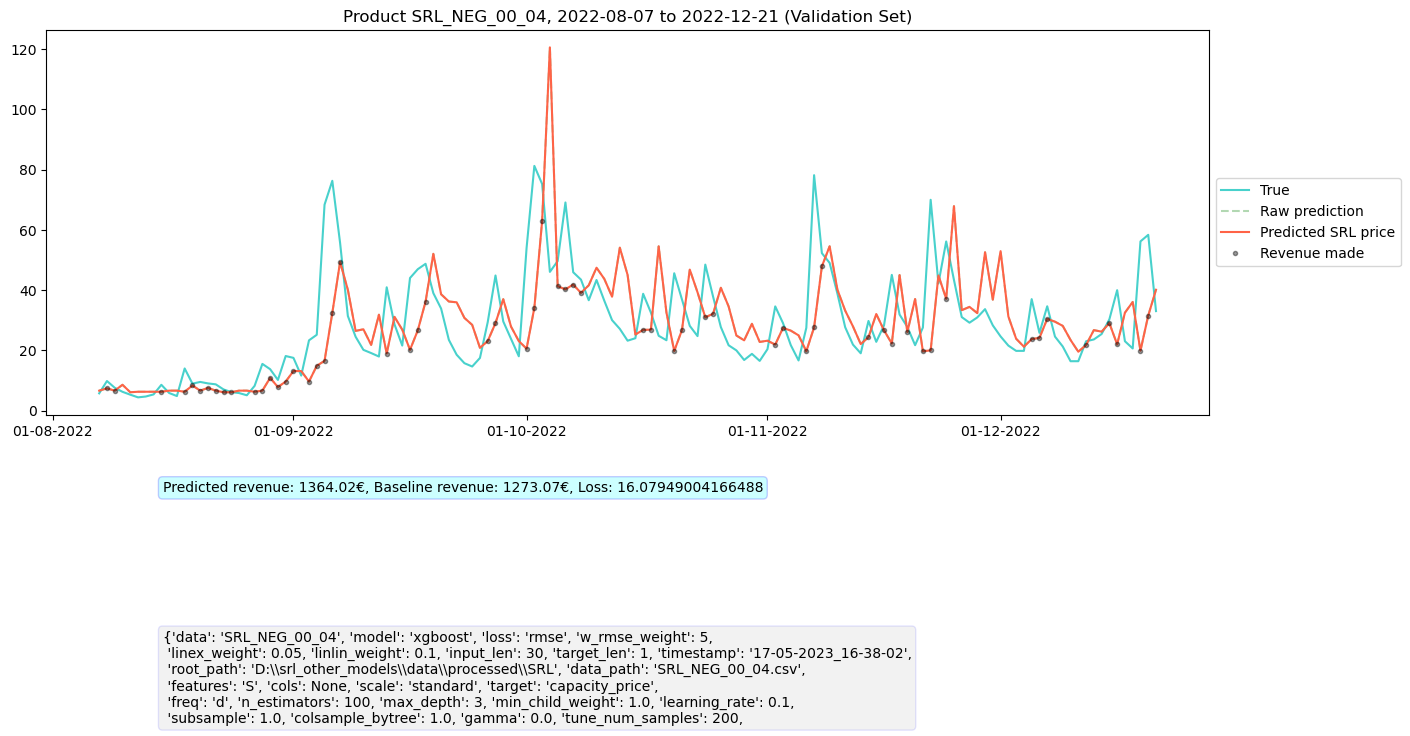 Product SRL_NEG_00_04, 2022-08-07 to 2022-12-21 (Validation Set)
120
100
80
60
40
20
0
01-08-2022 01-09-2022 01-10-2022 01-11-2022 01-12-2022
True
Raw prediction
Predicted SRL price
Revenue made
Predicted revenue: 1364.02€, Baseline revenue: 1273.07€, Loss: 16.07949004166488
{'data': 'SRL_NEG_00_04', 'model': 'xgboost', 'loss': 'rmse', 'w_rmse_weight': 5,
'linex_weight': 0.05, 'linlin_weight': 0.1, 'input_len': 30, 'target_len': 1, 'timestamp': '17-05-2023_16-38-02',
'root_path': 'D:\\srl_other_models\\data\\processed\\SRL', 'data_path': 'SRL_NEG_00_04.csv',
'features': 'S', 'cols': None, 'scale': 'standard', 'target': 'capacity_price',
'freq': 'd', 'n_estimators': 100, 'max_depth': 3, 'min_child_weight': 1.0, 'learning_rate': 0.1,
'subsample': 1.0, 'colsample_bytree': 1.0, 'gamma': 0.0, 'tune_num_samples': 200,